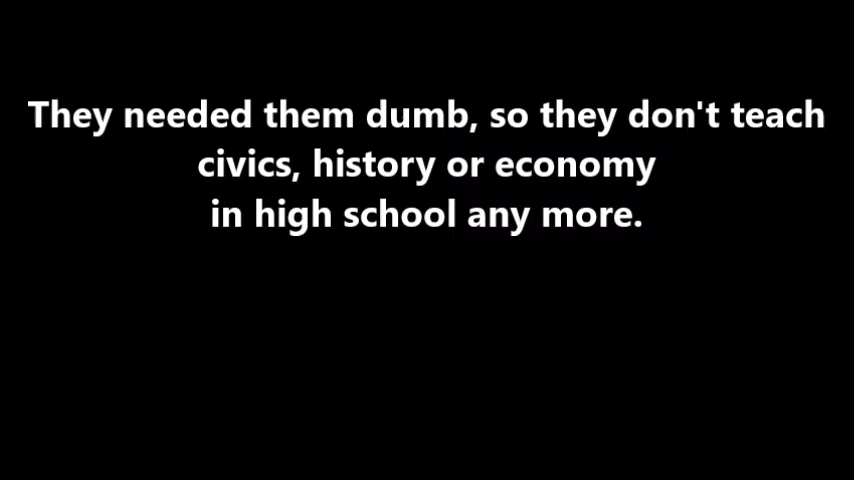 They needed them dumb, so they don't teach
civics, history or economy
in high school any more.